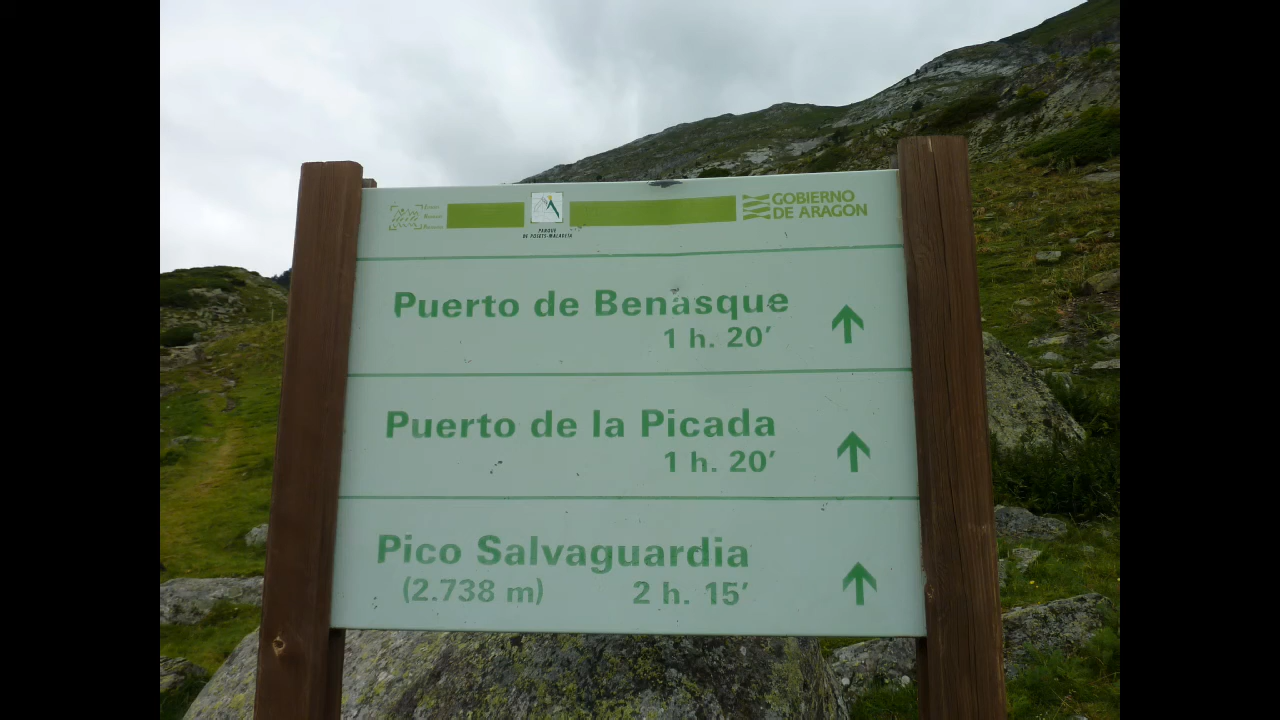 GOBIERNO
DE ARAGON
PARQUE
DE POSETS-MALADETA
Puerto de Benasque
1 h. 20'
Puerto de la Picada
1 h. 20'
Pico Salvaguardia
(2.738 m) 2 h. 15'